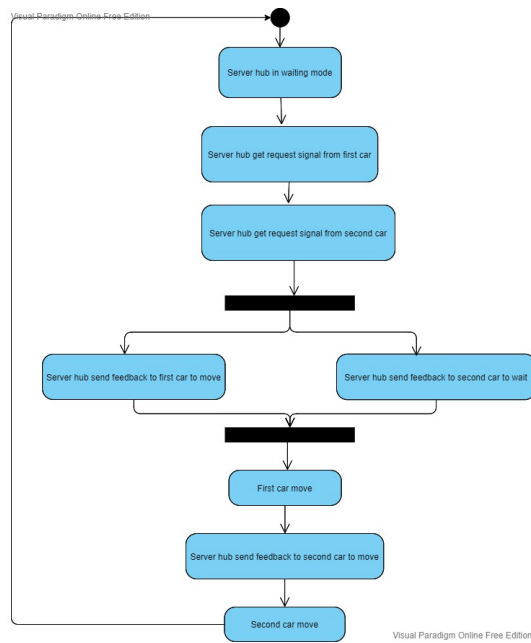 Visual Paradigm Online Free Edition
Server hub in waiting mode
Server hub get request signal from first car
Server hub get request signal from second car
Server hub send feedback to first car to move
Server hub send feedback to second car to wait
First car move
Server hub send feedback to second car to move
Second car move
Visual Paradigm Online Free Edition